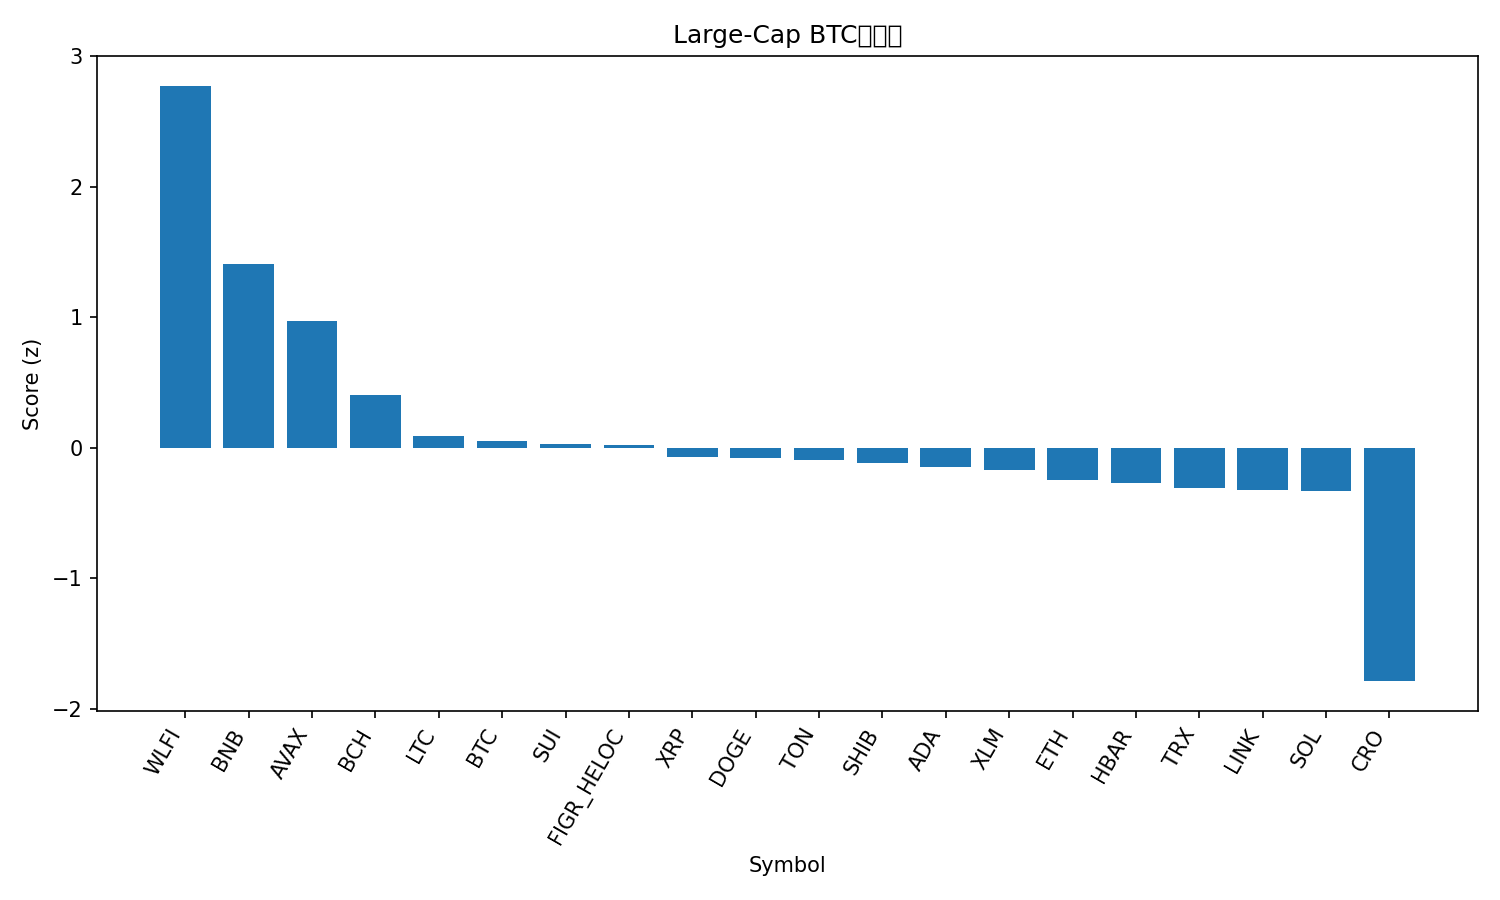 Large-Cap BTC
3
2
1
0
−1
−2
Score (z)
WLFI
BNB
AVAX
BCH
LTC
BTC
SUI
FIGR_HELOC
XRP
DOGE
TON
SHIB
ADA
XLM
ETH
HBAR
TRX
LINK
SOL
CRO
Symbol